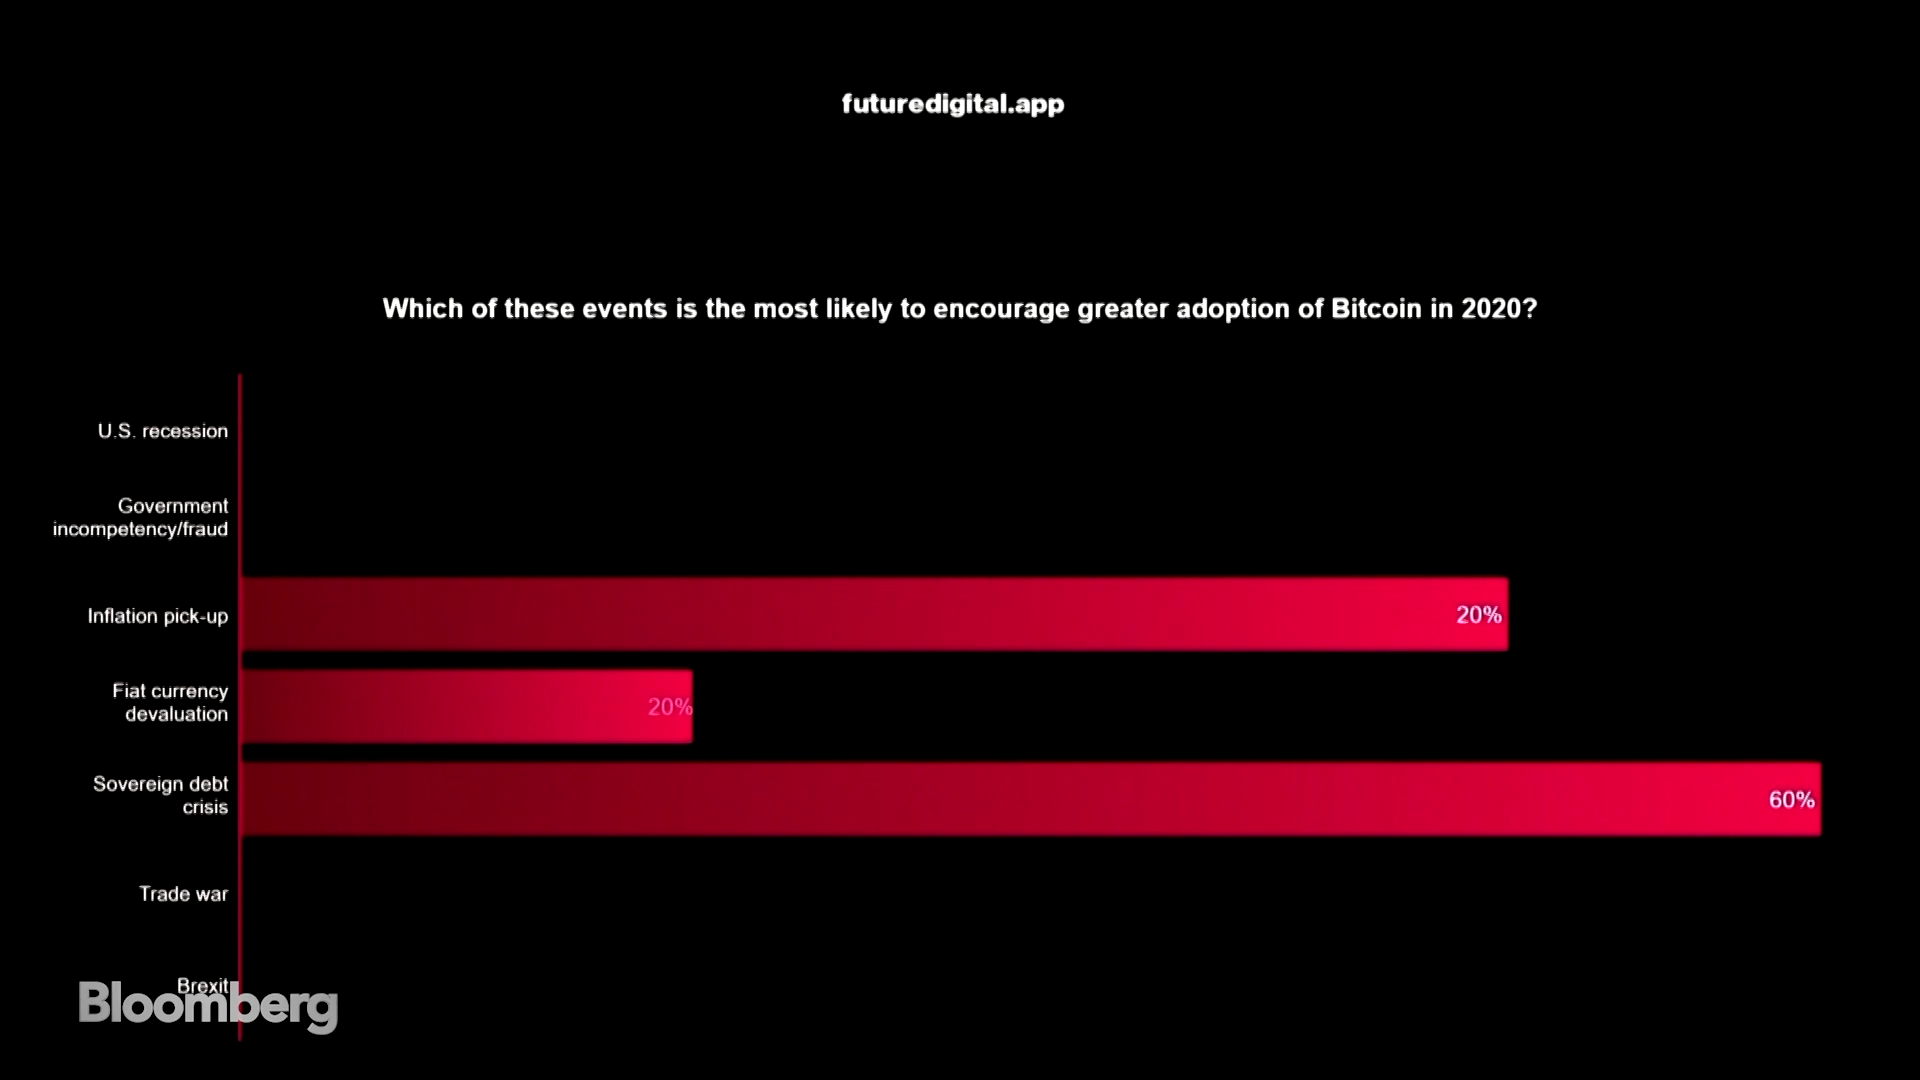 futuredigital.app
Which of these events is the most likely to encourage greater adoption of Bitcoin in 2020?
U.S. recession
Government
incompetency/fraud
Inflation pick-up
20%
Fiat currency
devaluation
20%
Sovereign debt
crisis
60%
Trade war
Brexit
Bloomberg